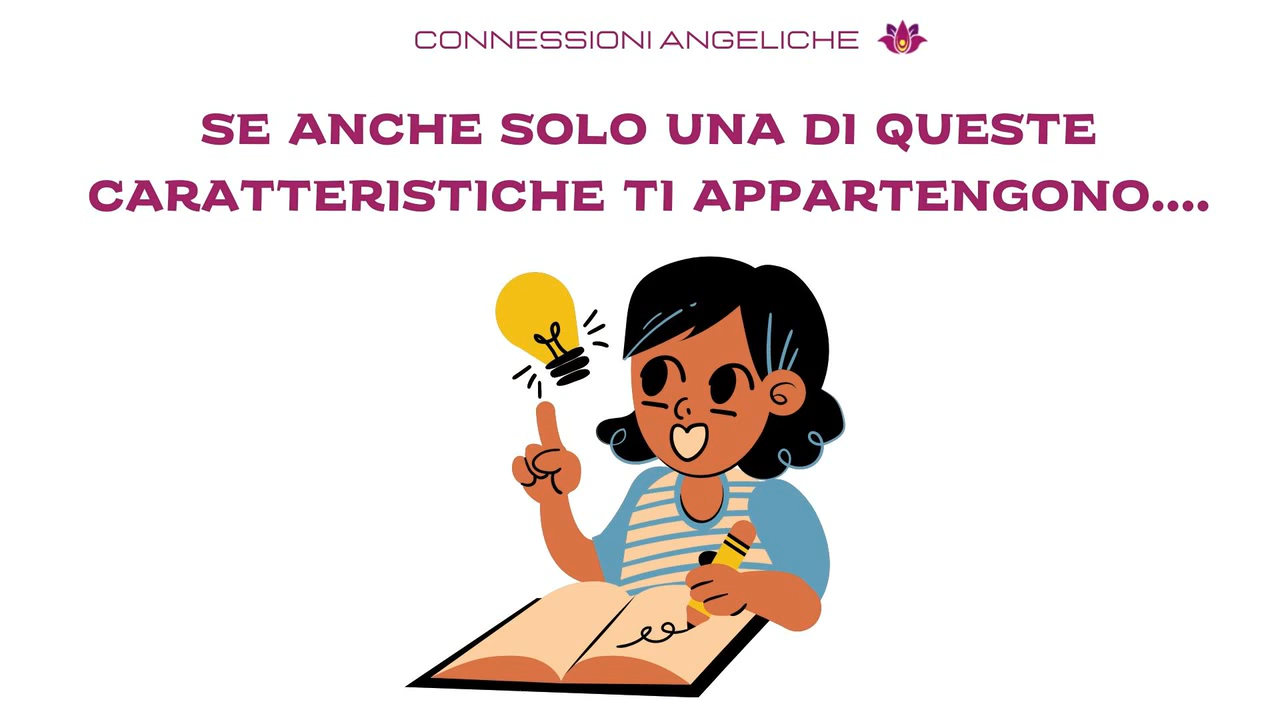 CONNESSIONI ANGELICHE
SE ANCHE SOLO UNA DI QUESTE
CARATTERISTICHE TI APPARTENGONO....